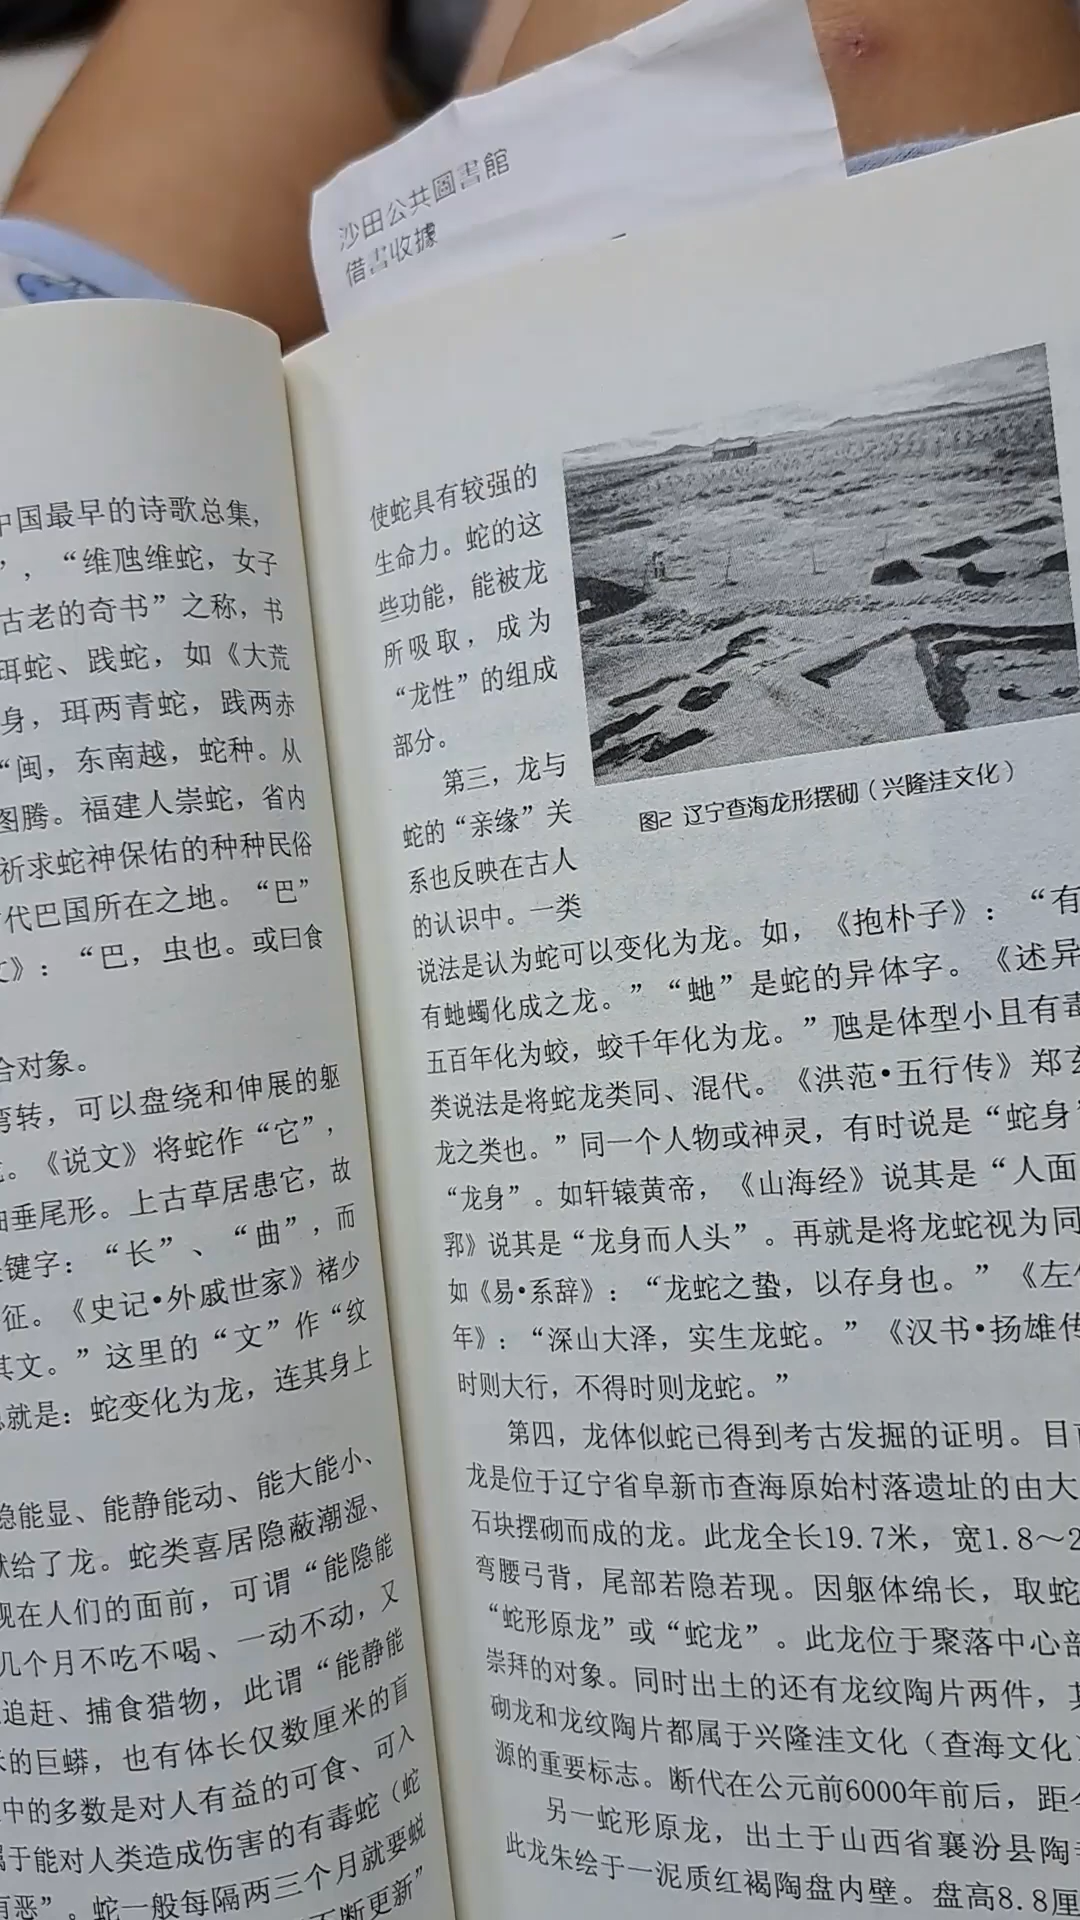 沙田公共圖書館
借書收據
中国最早的诗歌总集,
”,“维虺维蛇,女子
古老的奇书”之称,书
珥蛇、践蛇,如《大荒
身,珥两青蛇,践两赤
“闽,东南越,蛇种。从
图腾。福建人崇蛇,省内
祈求蛇神保佑的种种民俗
代巴国所在之地。“巴”
》:“巴,虫也。或曰食
合对象。
弯转,可以盘绕和伸展的躯
。《说文》将蛇作“它”,
垂尾形。上古草居患它,故
键字:“长”、“曲”,而
征。《史记•外戚世家》褚少
其文。”这里的“文”作“纹
就是:蛇变化为龙,连其身上
隐能显、能静能动、能大能小、
献给了龙。蛇类喜居隐蔽潮湿、
现在人们的面前,可谓“能隐能
几个月不吃不喝、一动不动,又
追赶、捕食猎物,此谓“能静能
的巨蟒,也有体长仅数厘米的盲
中的多数是对人有益的可食、可入
属于能对人类造成伤害的有毒蛇(蛇
有恶”。蛇一般每隔两三个月就要蜕
不断更新”
使蛇具有较强的
生命力。蛇的这
些功能,能被龙
所吸取,成为
“龙性”的组成
部分。
第三,龙与
蛇的“亲缘”关
系也反映在古人
的认识中。一类
图2 辽宁查海龙形摆砌(兴隆洼文化)
说法是认为蛇可以变化为龙。如,《抱朴子》:“有
有虵蠋化成之龙。”“虵”是蛇的异体字。《述异
五百年化为蛟,蛟千年化为龙。”虺是体型小且有毒
类说法是将蛇龙类同、混代。《洪范•五行传》郑玄
龙之类也。”同一个人物或神灵,有时说是“蛇身”
“龙身”。如轩辕黄帝,《山海经》说其是“人面
郛》说其是“龙身而人头”。再就是将龙蛇视为同
如《易•系辞》:“龙蛇之蛰,以存身也。”《左传
年》:“深山大泽,实生龙蛇。”《汉书•扬雄传
时则大行,不得时则龙蛇。”
第四,龙体似蛇已得到考古发掘的证明。目前
龙是位于辽宁省阜新市查海原始村落遗址的由大
石块摆砌而成的龙。此龙全长19.7米,宽1.8~2
弯腰弓背,尾部若隐若现。因躯体绵长,取蛇
“蛇形原龙”或“蛇龙”。此龙位于聚落中心部
崇拜的对象。同时出土的还有龙纹陶片两件,其
砌龙和龙纹陶片都属于兴隆洼文化(查海文化)
源的重要标志。断代在公元前6000年前后,距今
另一蛇形原龙,出土于山西省襄汾县陶寺
此龙朱绘于一泥质红褐陶盘内壁。盘高8.8厘